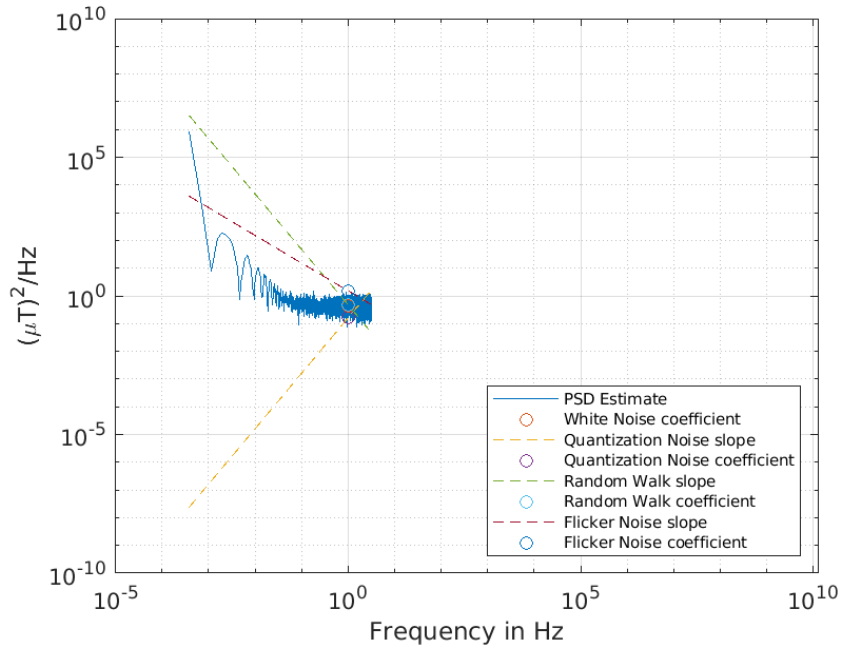 10^10
10^5
10^0
10^-5
10^-10
(μT)^2/Hz
PSD Estimate
White Noise coefficient
Quantization Noise slope
Quantization Noise coefficient
Random Walk slope
Random Walk coefficient
Flicker Noise slope
Flicker Noise coefficient
10^-5
10^0
10^5
10^10
Frequency in Hz